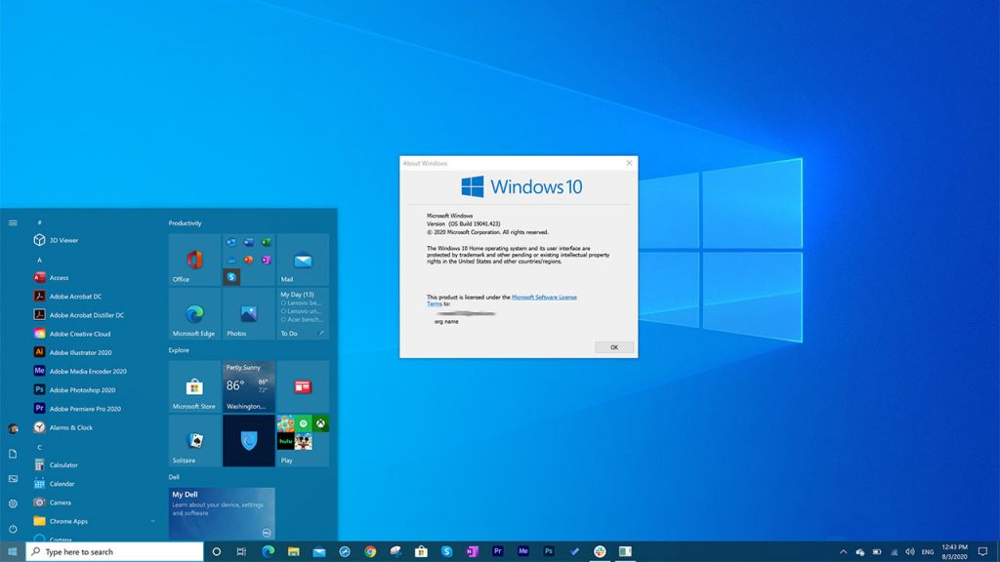 About Windows
Windows 10
Microsoft Windows
Version (OS Build 19041.423)
© 2020 Microsoft Corporation. All rights reserved.
The Windows 10 Home operating system and its user interface are
protected by trademark and other pending or existing intellectual property
rights in the United States and other countries/regions.
This product is licensed under the Microsoft Software License
Terms to:
org name
OK
#
3D Viewer
A
Access
Adobe Acrobat DC
Adobe Acrobat Distiller DC
Adobe Creative Cloud
Adobe Illustrator 2020
Adobe Media Encoder 2020
Adobe Photoshop 2020
Adobe Premiere Pro 2020
Alarms & Clock
C
Calculator
Calendar
Camera
Chrome Apps
Cortana
Productivity
Office
Mail
Microsoft Edge
Photos
My Day (13)
Lenovo be...
Lenovo un...
Acer bench...
To Do
Explore
Microsoft Store
Partly Sunny
86°
86°
72°
Washington,...
Solitaire
hulu
Play
Dell
My Dell
Learn about your device, settings
and software
Type here to search
ENG
12:43 PM
8/3/2020